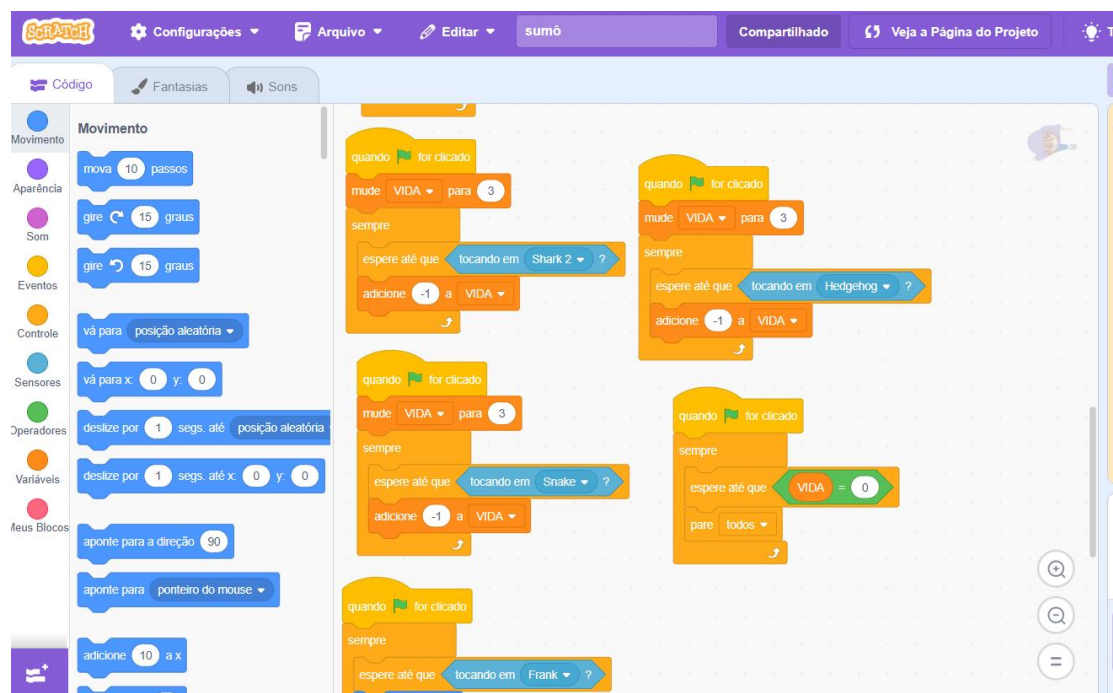 SCRATCH Configurações Arquivo Editar sumô Compartilhado Veja a Página do Projeto T
Código Fantasias Sons
Movimento
Aparência
Som
Eventos
Controle
Sensores
Operadores
Variáveis
Meus Blocos
Movimento
mova 10 passos
gire 15 graus
gire 15 graus
vá para posição aleatória
vá para x: 0 y: 0
deslize por 1 segs. até posição aleatória
deslize por 1 segs. até x: 0 y: 0
aponte para a direção 90
aponte para ponteiro do mouse
adicione 10 a x
quando for clicado
mude VIDA para 3
sempre
espere até que tocando em Shark 2 ?
adicione -1 a VIDA
quando for clicado
mude VIDA para 3
sempre
espere até que tocando em Hedgehog ?
adicione -1 a VIDA
quando for clicado
mude VIDA para 3
sempre
espere até que tocando em Snake ?
adicione -1 a VIDA
quando for clicado
sempre
espere até que VIDA = 0
pare todos
quando for clicado
sempre
espere até que tocando em Frank ?